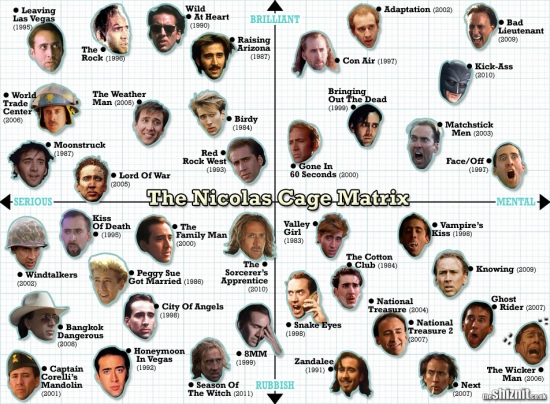 BRILLIANT
Leaving
Las Vegas
(1995)
The
Rock (1996)
Wild
At Heart
(1990)
Raising
Arizona
(1987)
Adaptation (2002)
Bad
Lieutenant
(2009)
Con Air (1997)
Kick-Ass
(2010)
World
Trade
Center
(2006)
The Weather
Man (2005)
Birdy
(1984)
Bringing
Out The Dead
(1999)
Matchstick
Men (2003)
Moonstruck
(1987)
Lord Of War
(2005)
Red
Rock West
(1993)
Gone In
60 Seconds (2000)
Face/Off
(1997)
SERIOUS
The Nicolas Cage Matrix
MENTAL
Kiss
Of Death
(1995)
The
Family Man
(2000)
Valley
Girl
(1983)
Vampire's
Kiss (1998)
Windtalkers
(2002)
Peggy Sue
Got Married (1986)
The
Sorcerer's
Apprentice
(2010)
The Cotton
Club (1984)
Knowing (2009)
Bangkok
Dangerous
(2008)
City Of Angels
(1998)
Snake Eyes
(1998)
National
Treasure (2004)
National
Treasure 2
(2007)
Ghost
Rider (2007)
Captain
Corelli's
Mandolin
(2001)
Honeymoon
In Vegas
(1992)
8MM
(1999)
Season Of
The Witch (2011)
Zandalee
(1991)
Next
(2007)
The Wicker
Man (2006)
RUBBISH
theshiznit.co.uk